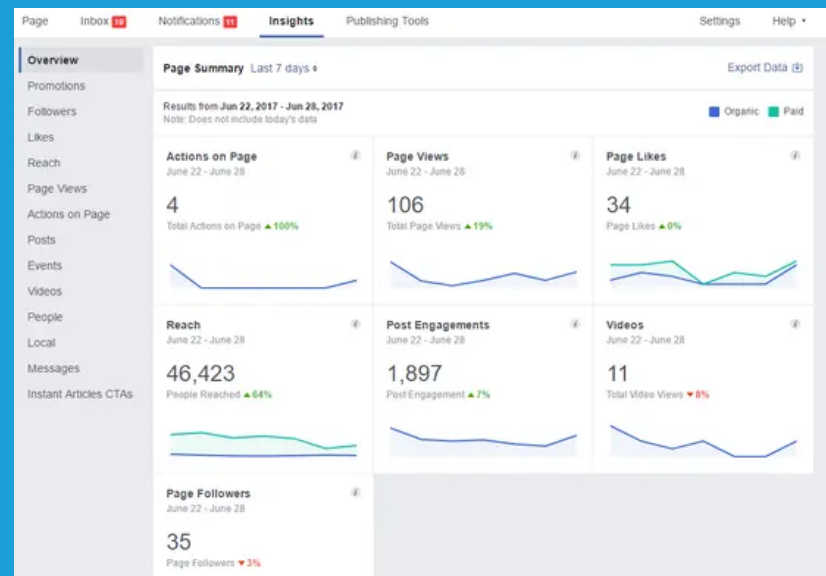 Page Inbox 19 Notifications 11 Insights Publishing Tools Settings Help
Overview
Promotions
Followers
Likes
Reach
Page Views
Actions on Page
Posts
Events
Videos
People
Local
Messages
Instant Articles CTAs
Page Summary Last 7 days
Export Data
Results from Jun 22, 2017 - Jun 28, 2017
Note: Does not include today's data
Organic Paid
Actions on Page
June 22 - June 28
4
Total Actions on Page ▲100%
Page Views
June 22 - June 28
106
Total Page Views ▲19%
Page Likes
June 22 - June 28
34
Page Likes ▲0%
Reach
June 22 - June 28
46,423
People Reached ▲64%
Post Engagements
June 22 - June 28
1,897
Post Engagement ▲7%
Videos
June 22 - June 28
11
Total Video Views ▼8%
Page Followers
June 22 - June 28
35
Page Followers ▼3%